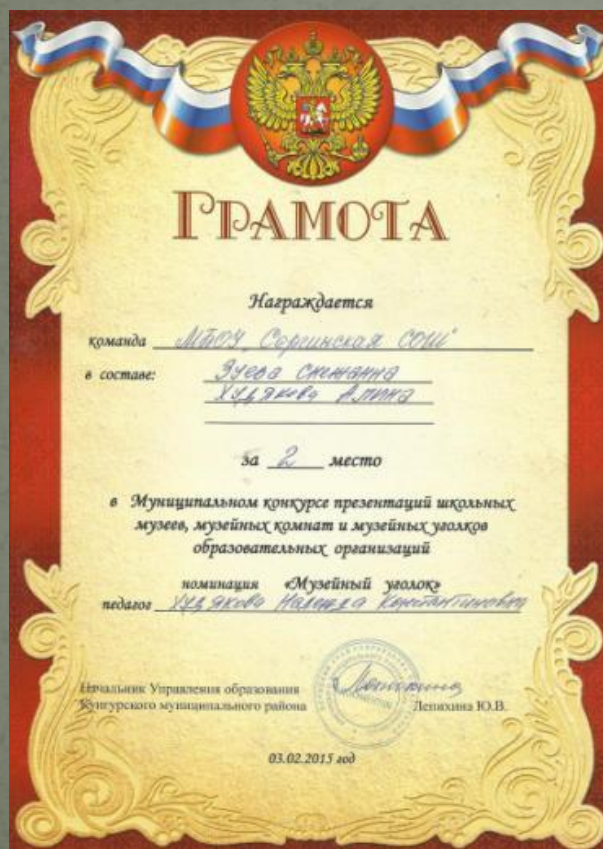 ГРАМОТА
Награждается
команда МБОУ "Сергинская СОШ"
в составе: Зуева Снежанна
Худякова Алина
за 2 место
в Муниципальном конкурсе презентаций школьных
музеев, музейных комнат и музейных уголков
образовательных организаций
номинация «Музейный уголок»
педагог Худякова Надежда Константиновна
Начальник Управления образования
Кунгурского муниципального района Лепихина Ю.В.
03.02.2015 год